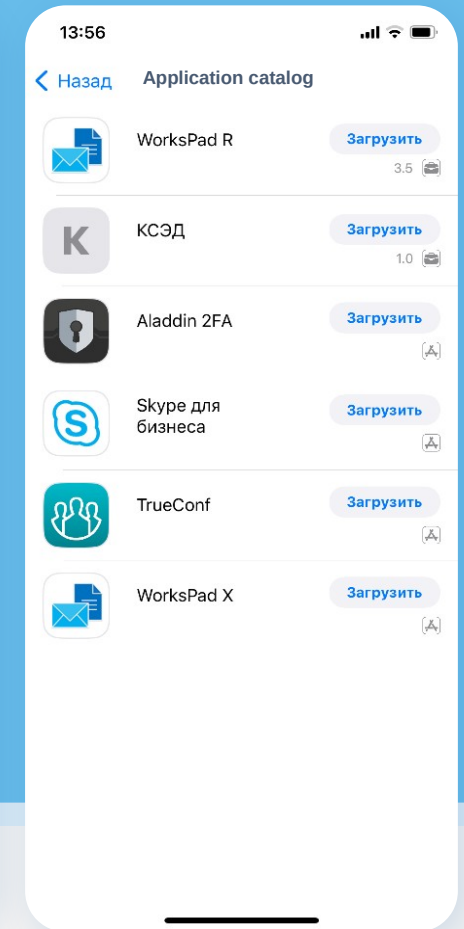 13:56
Назад
Application catalog
WorksPad R
Загрузить
3.5
К
КСЭД
Загрузить
1.0
Aladdin 2FA
Загрузить
S
Skype для
бизнеса
Загрузить
TrueConf
Загрузить
WorksPad X
Загрузить